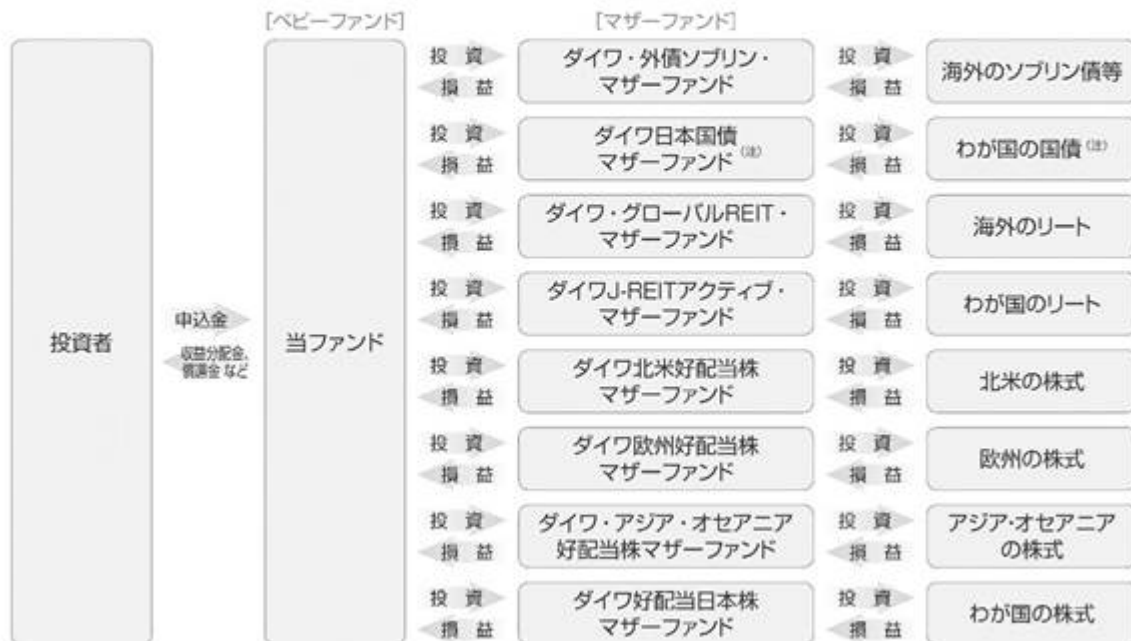 [ベビーファンド]
[マザーファンド]
投資者
申込金
収益分配金、
償還金 など
当ファンド
投 資
損 益
ダイワ・外債ソブリン・
マザーファンド
投 資
損 益
海外のソブリン債等
投 資
損 益
ダイワ日本国債
マザーファンド(注)
投 資
損 益
わが国の国債(注)
投 資
損 益
ダイワ・グローバルREIT・
マザーファンド
投 資
損 益
海外のリート
投 資
損 益
ダイワJ-REITアクティブ・
マザーファンド
投 資
損 益
わが国のリート
投 資
損 益
ダイワ北米好配当株
マザーファンド
投 資
損 益
北米の株式
投 資
損 益
ダイワ欧州好配当株
マザーファンド
投 資
損 益
欧州の株式
投 資
損 益
ダイワ・アジア・オセアニア
好配当株マザーファンド
投 資
損 益
アジア・オセアニア
の株式
投 資
損 益
ダイワ好配当日本株
マザーファンド
投 資
損 益
わが国の株式